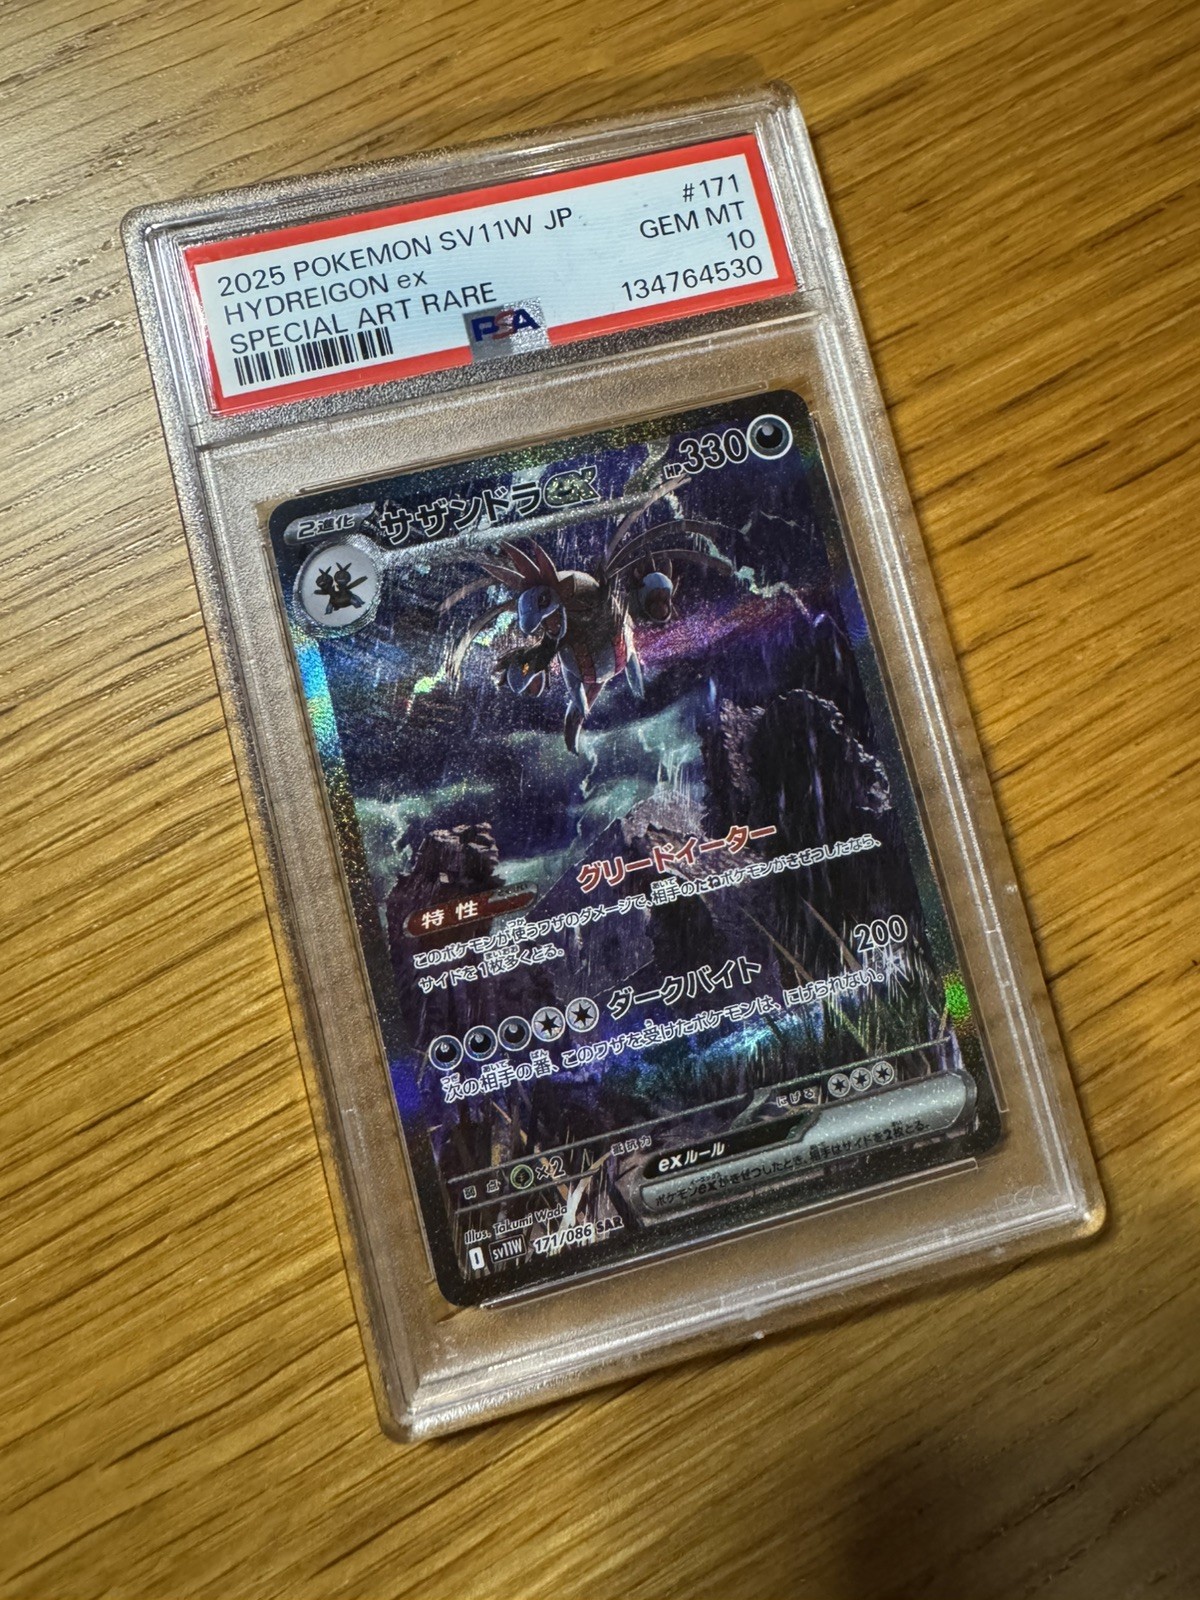 2025 POKEMON SV11W JP
#171
HYDREIGON ex
GEM MT
SPECIAL ART RARE
10
134764530
PSA
2進化
サザンドラex
HP330
特性
グリードイーター
このポケモンが使うワザのダメージで、相手のたねポケモンがきぜつしたなら、
サイドを1枚多くとる。
ダークバイト
200
次の相手の番、このワザを受けたポケモンは、にげられない。
弱点
×2
抵抗力
にげる
exルール
ポケモンexがきぜつしたとき、相手はサイドを2枚とる。
Illus. Takumi Wada
I
sv11W
171/086 SAR